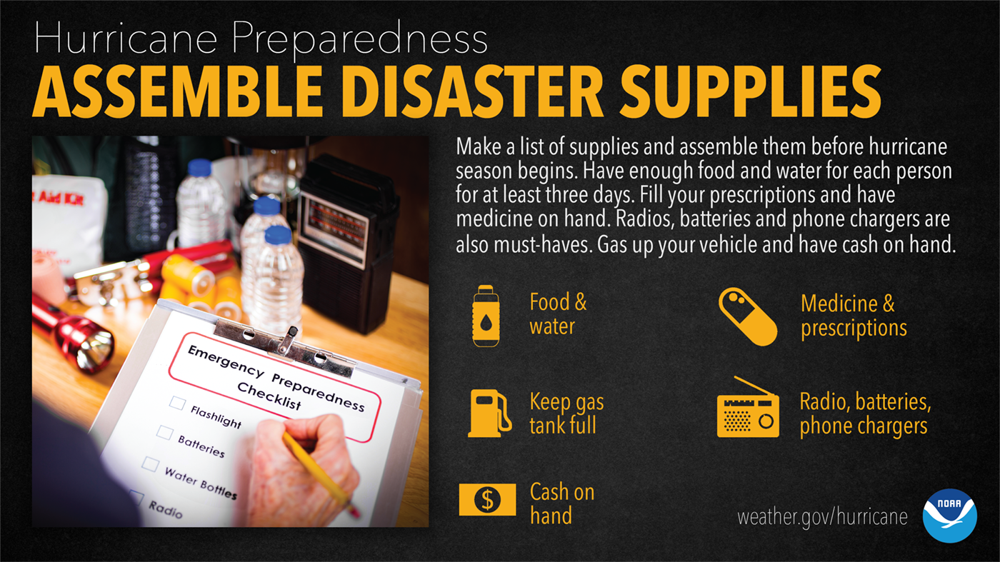 Hurricane Preparedness
ASSEMBLE DISASTER SUPPLIES
Make a list of supplies and assemble them before hurricane
season begins. Have enough food and water for each person
for at least three days. Fill your prescriptions and have
medicine on hand. Radios, batteries and phone chargers are
also must-haves. Gas up your vehicle and have cash on hand.
Aid Kit
Emergency Preparedness
Checklist
Flashlight
Batteries
Water Bottles
Radio
Food &
water
Medicine &
prescriptions
Keep gas
tank full
Radio, batteries,
phone chargers
$
Cash on
hand
weather.gov/hurricane
NOAA